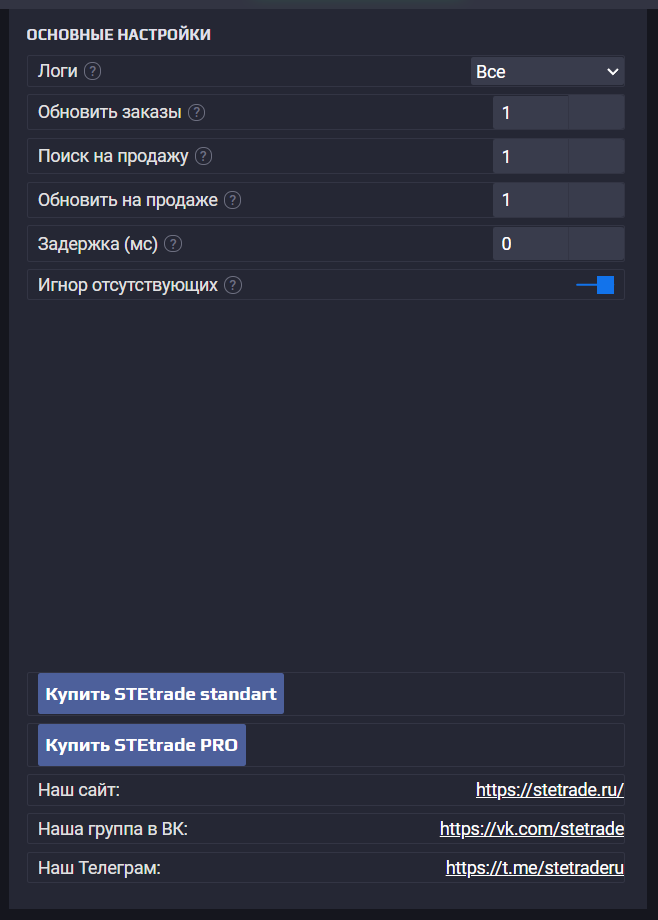 ОСНОВНЫЕ НАСТРОЙКИ
Логи ? Все
Обновить заказы ? 1
Поиск на продажу ? 1
Обновить на продаже ? 1
Задержка (мс) ? 0
Игнор отсутствующих ?
Купить STEtrade standart
Купить STEtrade PRO
Наш сайт: https://stetrade.ru/
Наша группа в ВК: https://vk.com/stetrade
Наш Телеграм: https://t.me/stetraderu